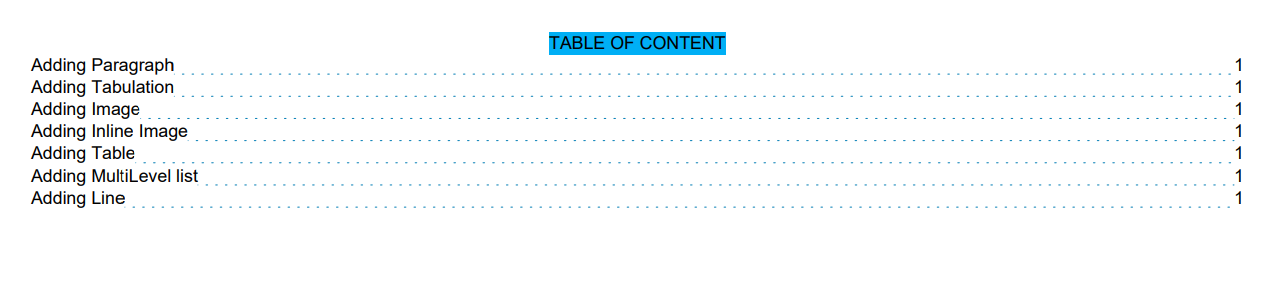 TABLE OF CONTENT
Adding Paragraph 1
Adding Tabulation 1
Adding Image 1
Adding Inline Image 1
Adding Table 1
Adding MultiLevel list 1
Adding Line 1